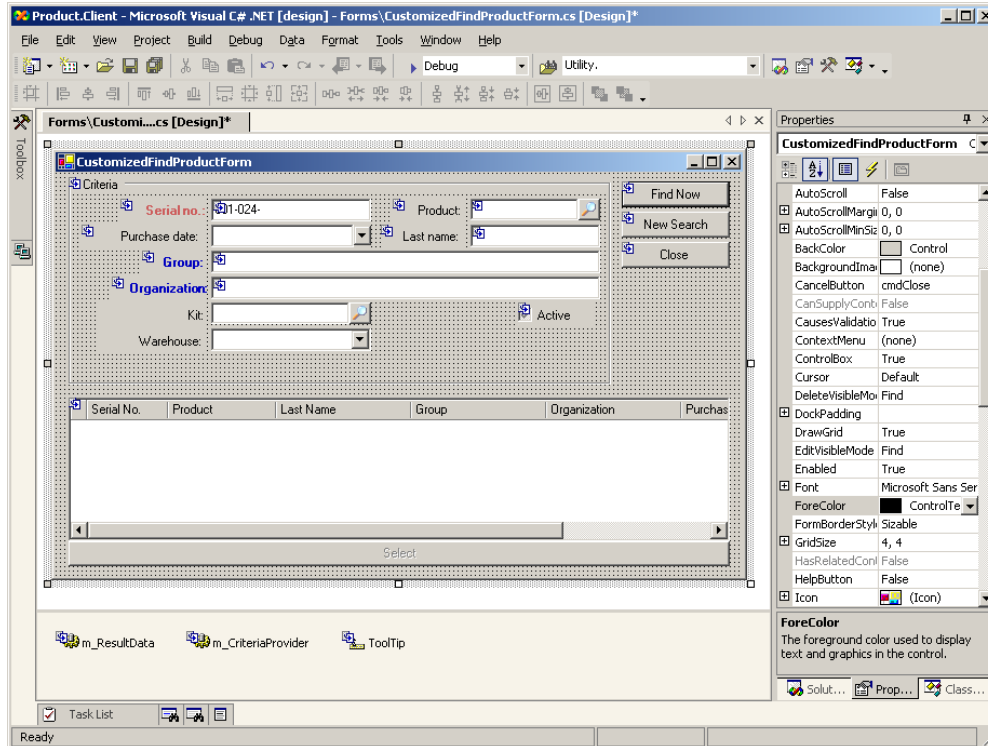 Product.Client - Microsoft Visual C# .NET [design] - Forms\CustomizedFindProductForm.cs [Design]*
File Edit View Project Build Debug Data Format Tools Window Help
Debug Utility.
Toolbox
Forms\Customi....cs [Design]*
CustomizedFindProductForm
Criteria
Serial no.: 01-024- Product: Find Now
Purchase date: Last name: New Search
Group: Close
Organization:
Kit: Active
Warehouse:
Serial No. Product Last Name Group Organization Purchas
Select
m_ResultData m_CriteriaProvider ToolTip
Properties
CustomizedFindProductForm
AutoScroll False
AutoScrollMargi 0, 0
AutoScrollMinSiz 0, 0
BackColor Control
BackgroundIma (none)
CancelButton cmdClose
CanSupplyCont False
CausesValidatio True
ContextMenu (none)
ControlBox True
Cursor Default
DeleteVisibleMo Find
DockPadding
DrawGrid True
EditVisibleMode Find
Enabled True
Font Microsoft Sans Ser
ForeColor ControlTe
FormBorderStyl Sizable
GridSize 4, 4
HasRelatedCont False
HelpButton False
Icon (Icon)
ForeColor
The foreground color used to display
text and graphics in the control.
Solut... Prop... Class...
Task List
Ready